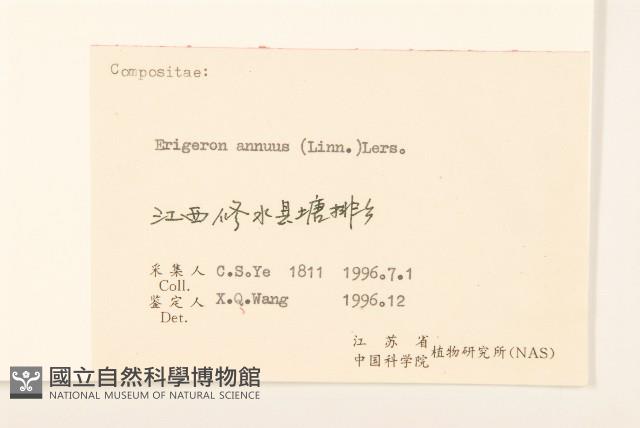 Compositae:
Erigeron annuus (Linn.)Lers.
江西修水县塘排乡
采集人 C.S.Ye 1811 1996.7.1
Coll.
鉴定人 X.Q.Wang 1996.12
Det.
江苏省
中国科学院 植物研究所(NAS)
國立自然科學博物館
NATIONAL MUSEUM OF NATURAL SCIENCE